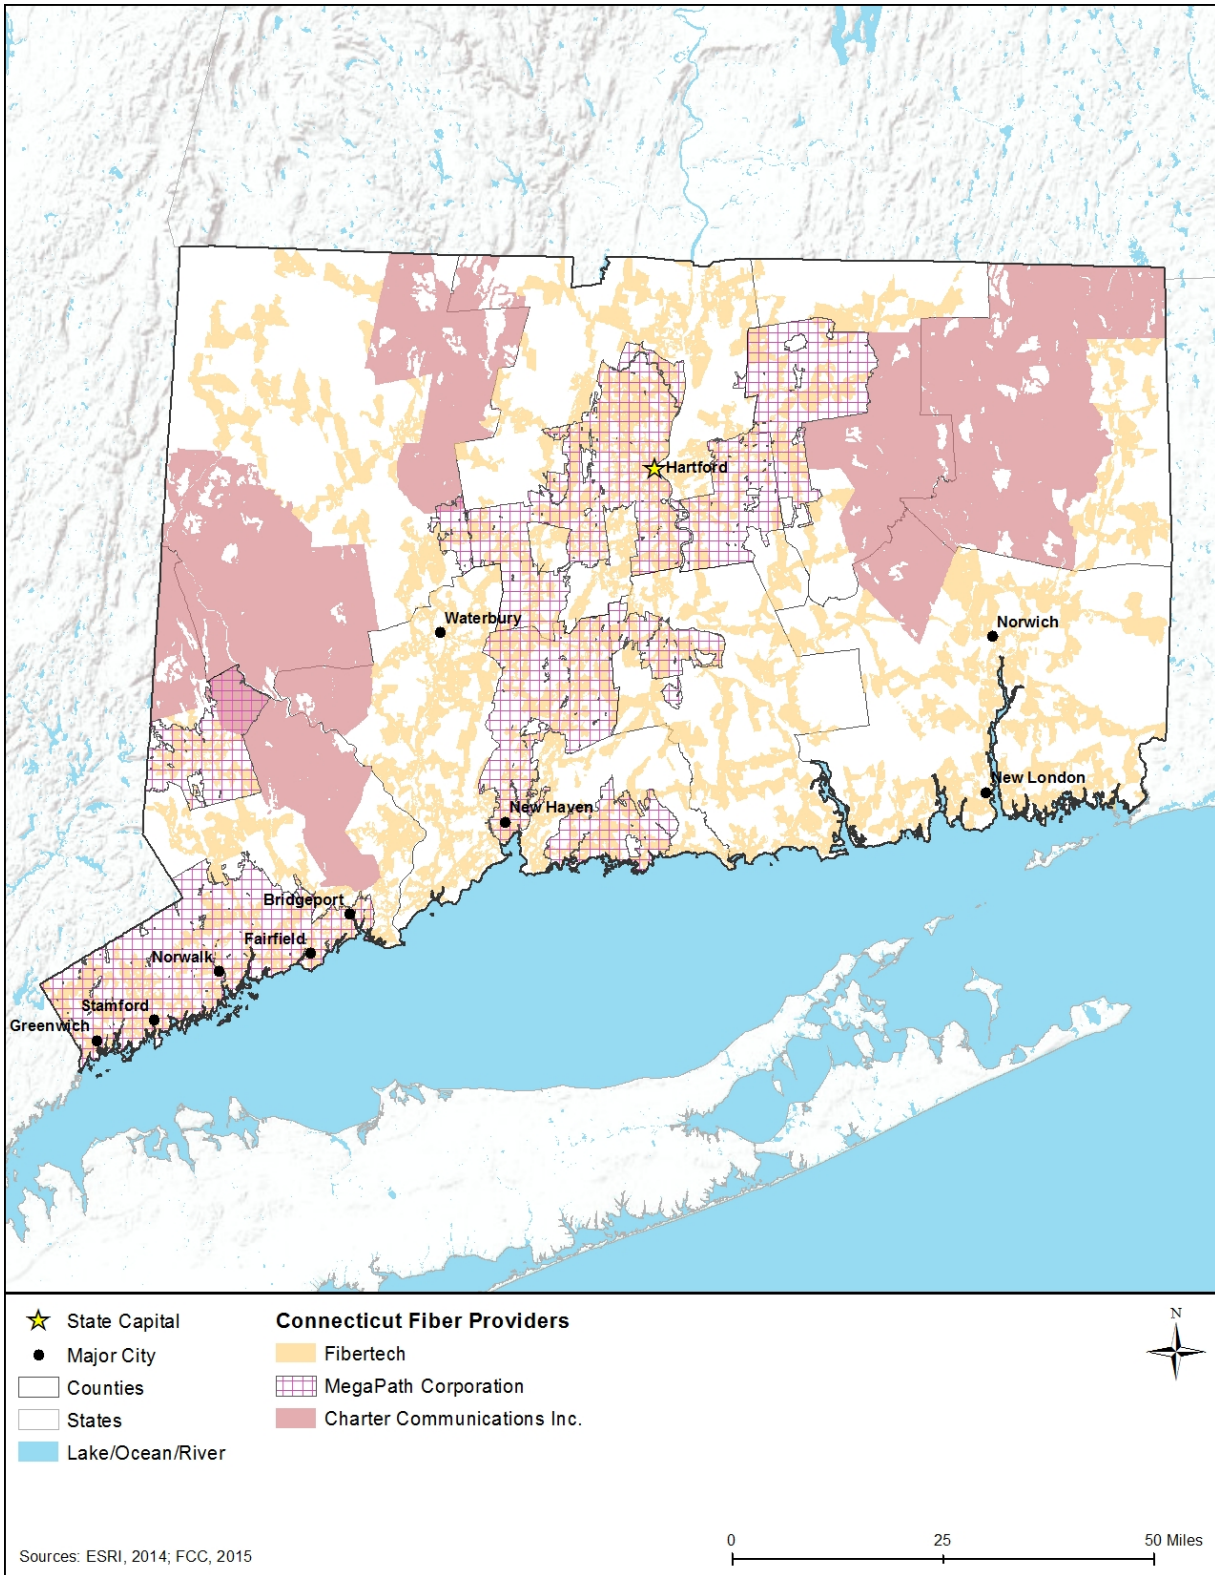 Hartford
Waterbury
Norwich
New London
New Haven
Bridgeport
Fairfield
Norwalk
Stamford
Greenwich
State Capital
Major City
Counties
States
Lake/Ocean/River
Connecticut Fiber Providers
Fibertech
MegaPath Corporation
Charter Communications Inc.
N
Sources: ESRI, 2014; FCC, 2015
0 25 50 Miles